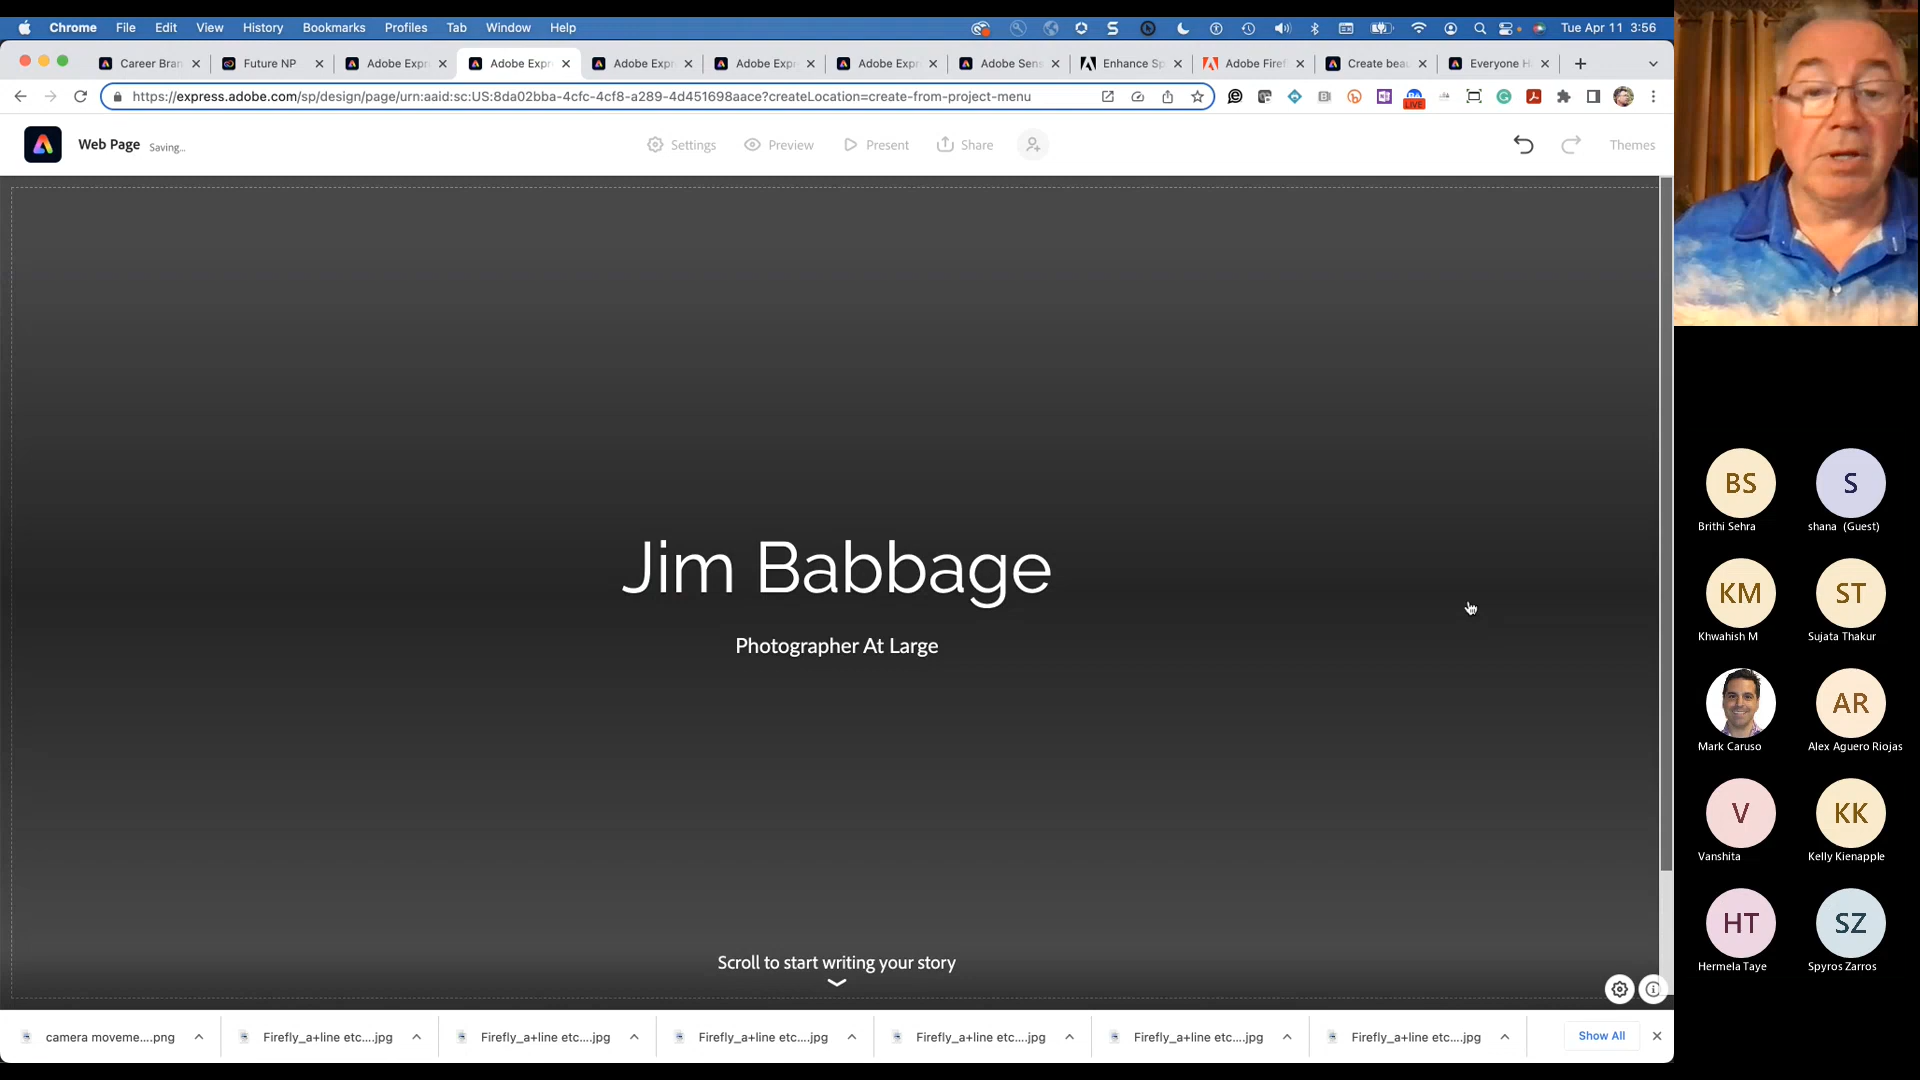 Chrome File Edit View History Bookmarks Profiles Tab Window Help Tue Apr 11 3:56
Career Bran Future NP Adobe Expr Adobe Expr Adobe Expr Adobe Expr Adobe Expr Adobe Sens Enhance Sp Adobe Firef Create beau Everyone H
https://express.adobe.com/sp/design/page/urn:aaid:sc:US:8da02bba-4cfc-4cf8-a289-4d451698aace?createLocation=create-from-project-menu
LIVE
Web Page Saving... Settings Preview Present Share Themes
Jim Babbage
Photographer At Large
Scroll to start writing your story
camera moveme....png Firefly_a+line etc....jpg Firefly_a+line etc....jpg Firefly_a+line etc....jpg Firefly_a+line etc....jpg Firefly_a+line etc....jpg Firefly_a+line etc....jpg Show All
BS S
Brithi Sehra shana (Guest)
KM ST
Khwahish M Sujata Thakur
AR
Mark Caruso Alex Aguero Riojas
V KK
Vanshita Kelly Kienapple
HT SZ
Hermela Taye Spyros Zarros